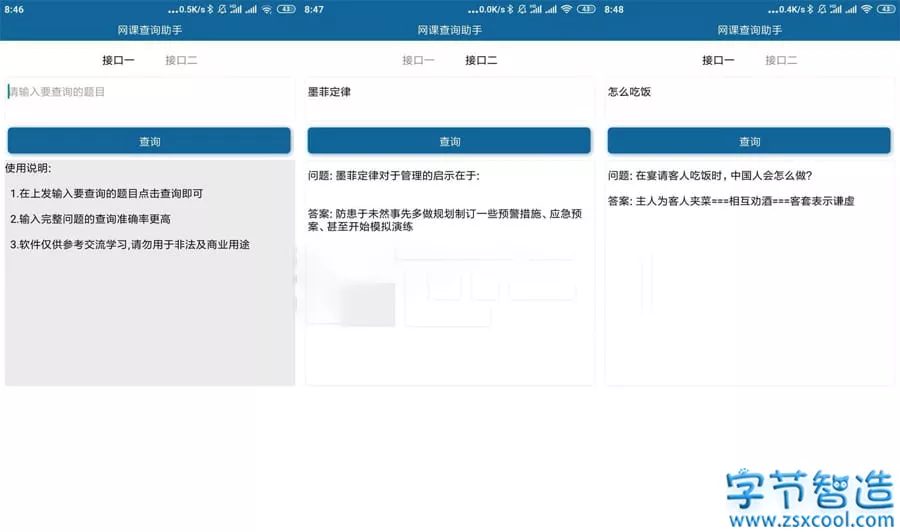 8:46
...0.5K/s
43
网课查询助手
接口一 接口二
请输入要查询的题目
查询
使用说明:
1.在上发输入要查询的题目点击查询即可
2.输入完整问题的查询准确率更高
3.软件仅供参考交流学习,请勿用于非法及商业用途
8:47
...0.0K/s
43
网课查询助手
接口一 接口二
墨菲定律
查询
问题: 墨菲定律对于管理的启示在于:
答案: 防患于未然事先多做规划制订一些预警措施、应急预
案、甚至开始模拟演练
8:48
...0.4K/s
43
网课查询助手
接口一 接口二
怎么吃饭
查询
问题: 在宴请客人吃饭时，中国人会怎么做?
答案: 主人为客人夹菜===相互劝酒===客套表示谦虚
字节智造
www.zsxcool.com